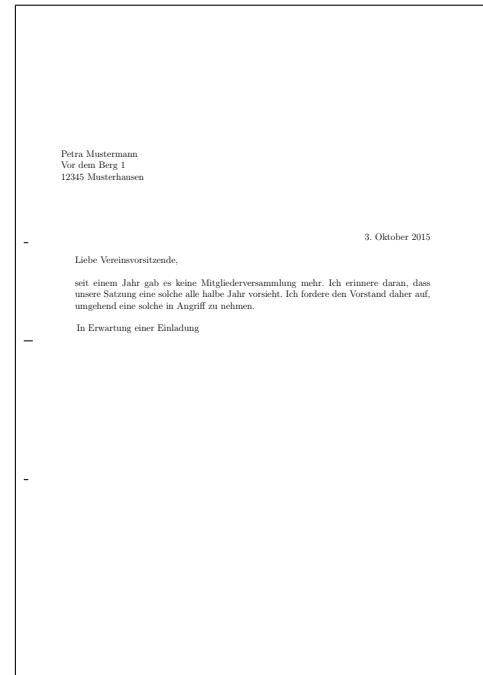 Petra Mustermann
Vor dem Berg 1
12345 Musterhausen
3. Oktober 2015
Liebe Vereinsvorsitzende,
seit einem Jahr gab es keine Mitgliederversammlung mehr. Ich erinnere daran, dass
unsere Satzung eine solche alle halbe Jahr vorsieht. Ich fordere den Vorstand daher auf,
umgehend eine solche in Angriff zu nehmen.
In Erwartung einer Einladung